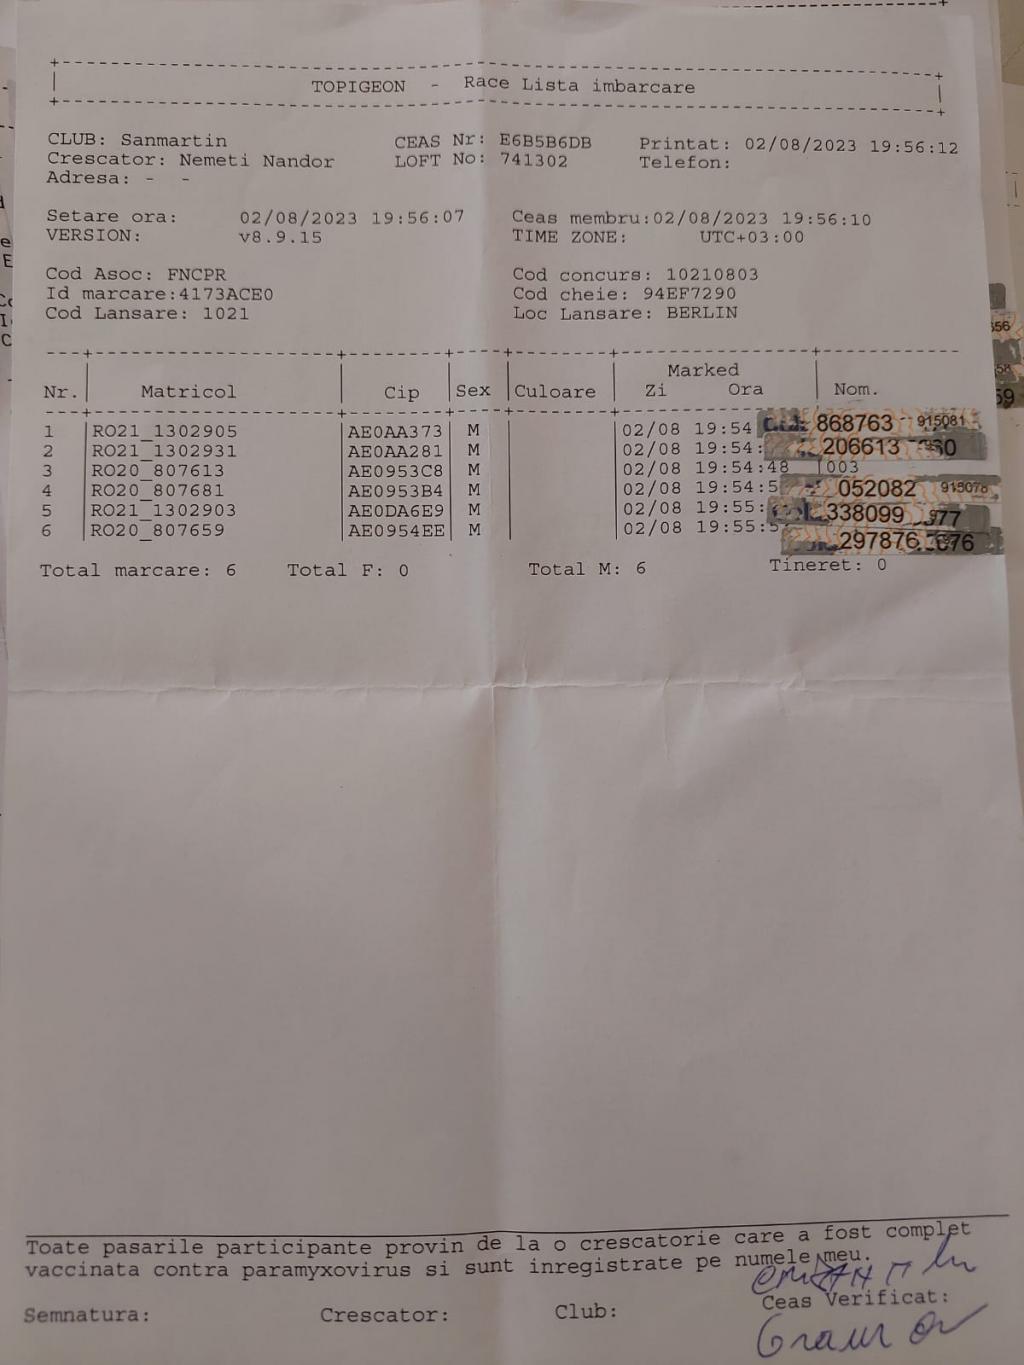 TOPIGEON - Race Lista imbarcare
CLUB: Sanmartin CEAS Nr: E6B5B6DB Printat: 02/08/2023 19:56:12
Crescator: Nemeti Nandor LOFT No: 741302 Telefon:
Adresa: - -
Setare ora: 02/08/2023 19:56:07 Ceas membru:02/08/2023 19:56:10
VERSION: v8.9.15 TIME ZONE: UTC+03:00
Cod Asoc: FNCPR Cod concurs: 10210803
Id marcare:4173ACE0 Cod cheie: 94EF7290
Cod Lansare: 1021 Loc Lansare: BERLIN
Marked
Nr. Matricol Cip Sex Culoare Zi Ora Nom.
1 RO21_1302905 AE0AA373 M 02/08 19:54 868763 915081
2 RO21_1302931 AE0AA281 M 02/08 19:54: 206613
3 RO20_807613 AE0953C8 M 02/08 19:54:48 003
4 RO20_807681 AE0953B4 M 02/08 19:54:5 052082 915078
5 RO21_1302903 AE0DA6E9 M 02/08 19:55: 338099
6 RO20_807659 AE0954EE M 02/08 19:55: 297876
Total marcare: 6 Total F: 0 Total M: 6 Tineret: 0
Toate pasarile participante provin de la o crescatorie care a fost complet
vaccinata contra paramyxovirus si sunt inregistrate pe numele meu.
Semnatura: Crescator: Club: Ceas Verificat: